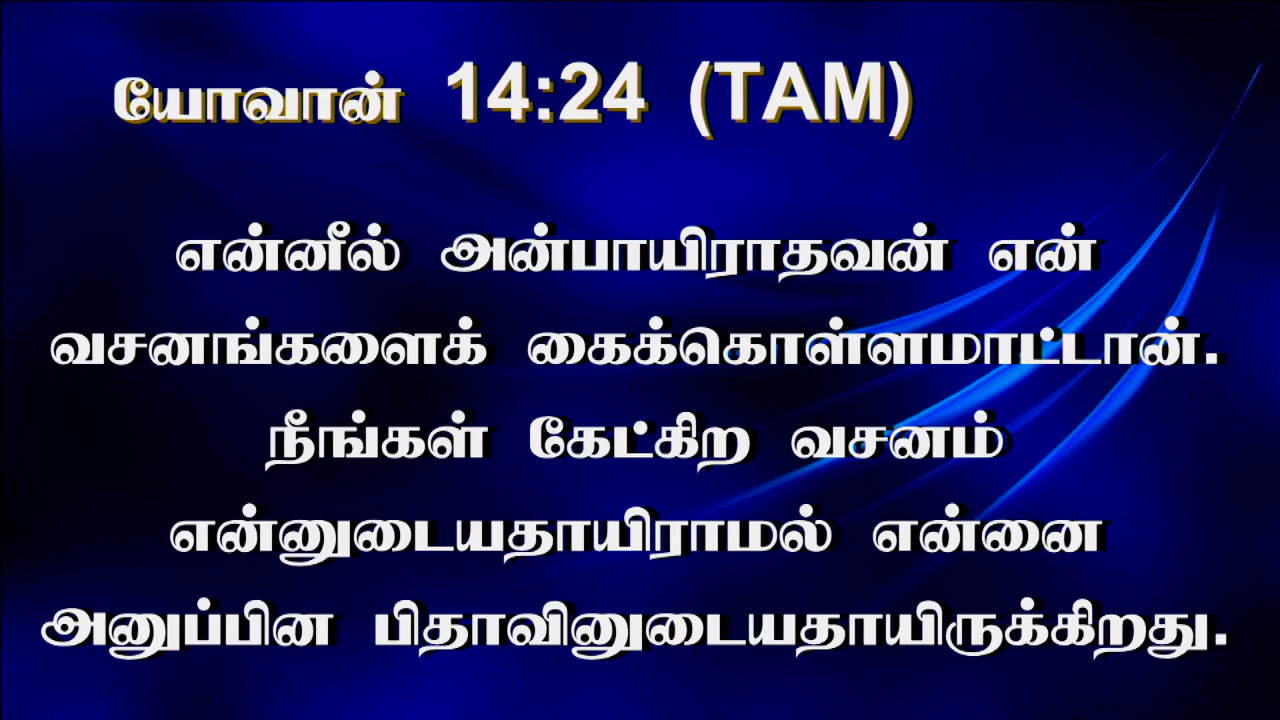 யோவான் 14:24 (TAM)
என்னில் அன்பாயிராதவன் என்
வசனங்களைக் கைக்கொள்ளமாட்டான்.
நீங்கள் கேட்கிற வசனம்
என்னுடையதாயிராமல் என்னை
அனுப்பின பிதாவினுடையதாயிருக்கிறது.